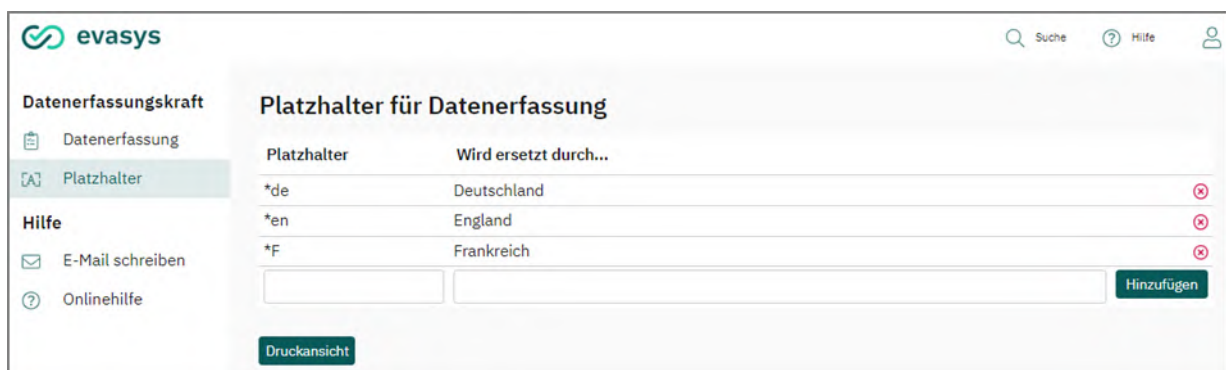 evasys
Suche
Hilfe
Datenerfassungskraft
Datenerfassung
[A] Platzhalter
Hilfe
E-Mail schreiben
Onlinehilfe
Platzhalter für Datenerfassung
Platzhalter Wird ersetzt durch...
*de Deutschland
*en England
*F Frankreich
Hinzufügen
Druckansicht